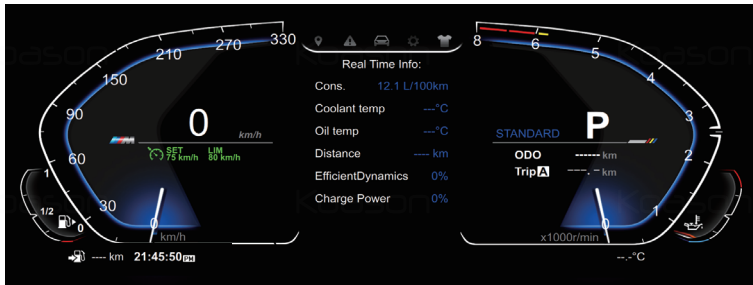 330
270
210
150
90
60
30
0
km/h
0
km/h
SET
75 km/h
LIM
80 km/h
1
1/2
0
---- km
21:45:50 PM
Real Time Info:
Cons. 12.1 L/100km
Coolant temp ---°C
Oil temp ---°C
Distance ---- km
EfficientDynamics 0%
Charge Power 0%
8
6
5
4
3
2
1
0
x1000r/min
STANDARD P
ODO ------ km
Trip A ----.- km
--.-°C